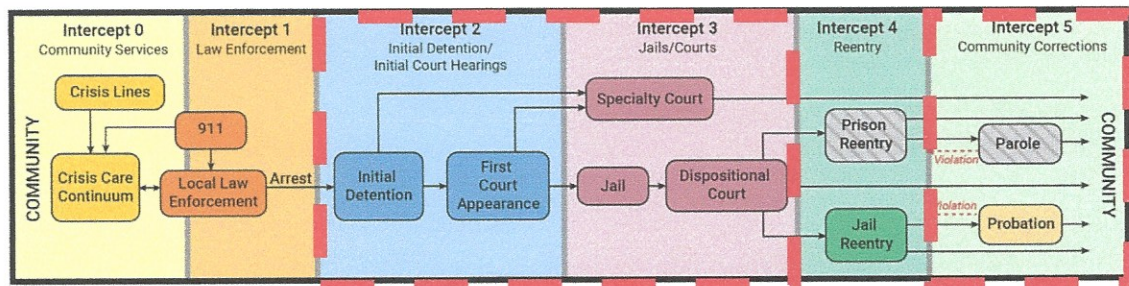 Intercept 0
Community Services
Intercept 1
Law Enforcement
Intercept 2
Initial Detention/
Initial Court Hearings
Intercept 3
Jails/Courts
Intercept 4
Reentry
Intercept 5
Community Corrections
COMMUNITY
Crisis Lines
911
Crisis Care
Continuum
Local Law
Enforcement
Arrest
Initial
Detention
First
Court
Appearance
Specialty Court
Jail
Dispositional
Court
Prison
Reentry
Violation
Parole
Jail
Reentry
Violation
Probation
COMMUNITY